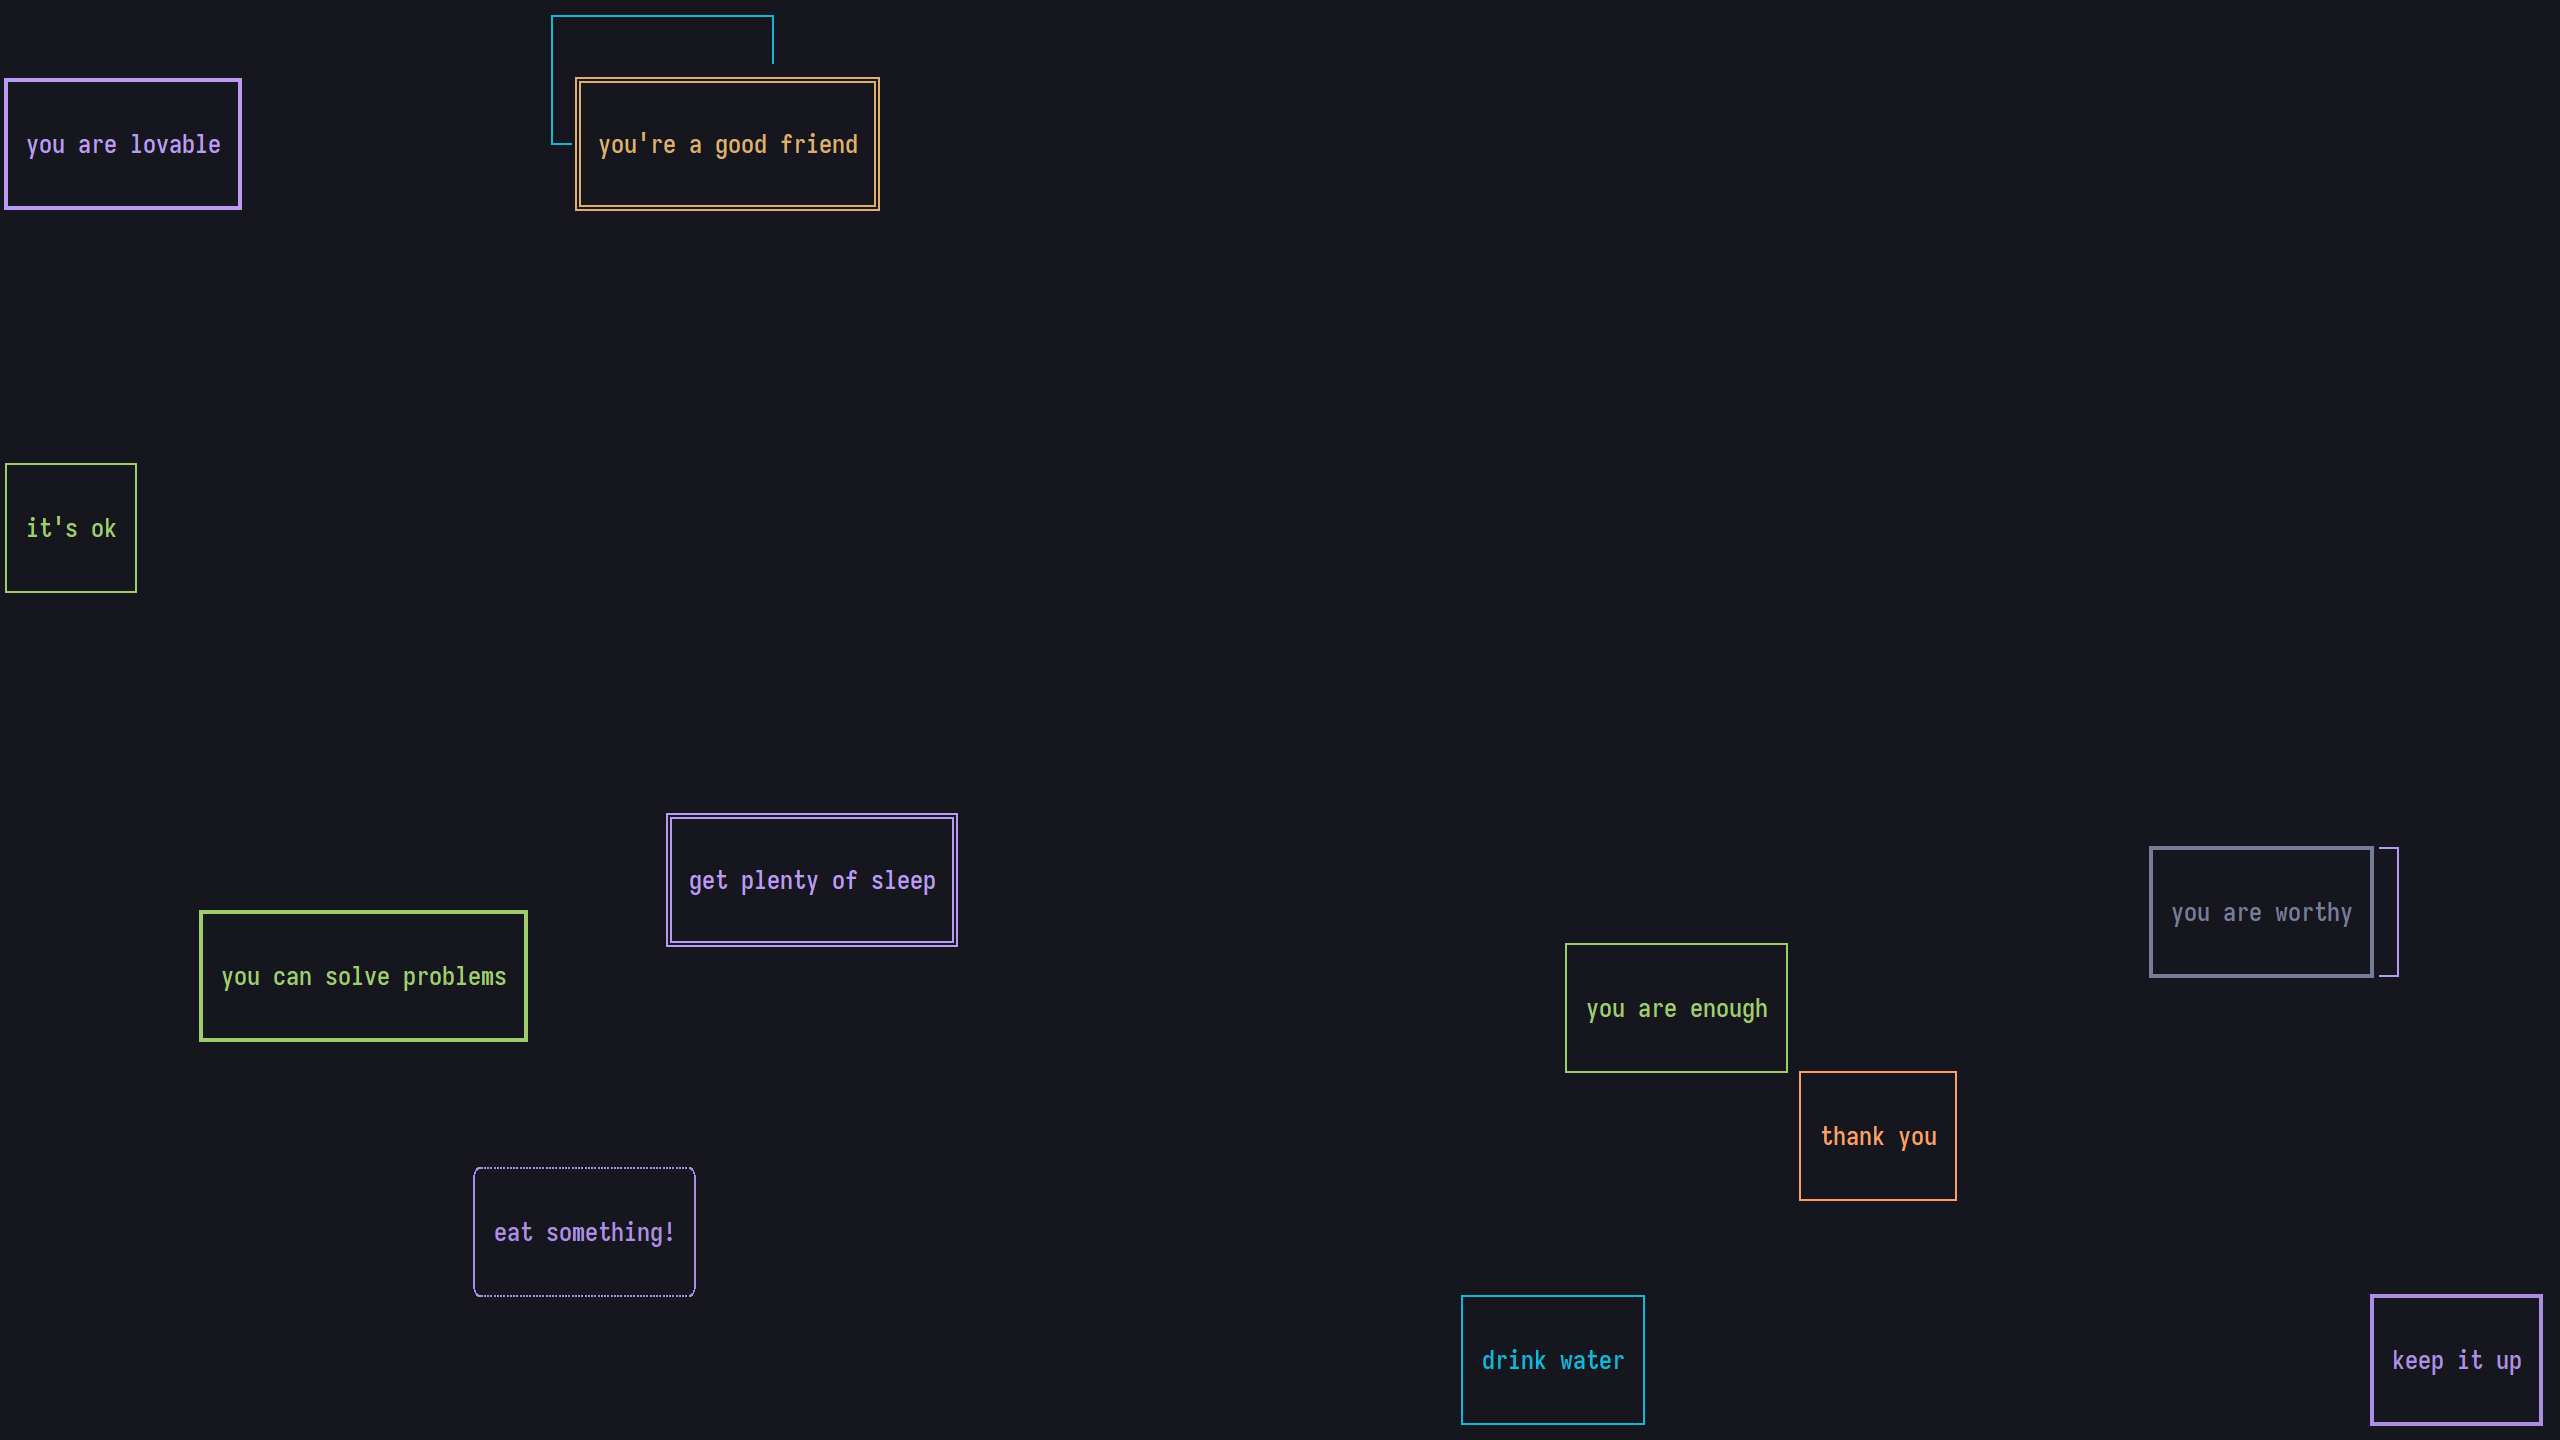 you are lovable
you're a good friend
it's ok
get plenty of sleep
you are worthy
you can solve problems
you are enough
thank you
eat something!
drink water
keep it up